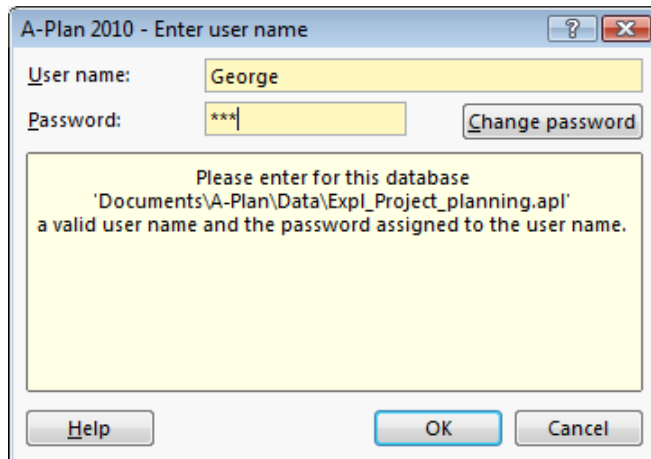 A-Plan 2010 - Enter user name
User name:
George
Password:
***
Change password
Please enter for this database
'Documents\A-Plan\Data\Expl_Project_planning.apl'
a valid user name and the password assigned to the user name.
Help
OK
Cancel